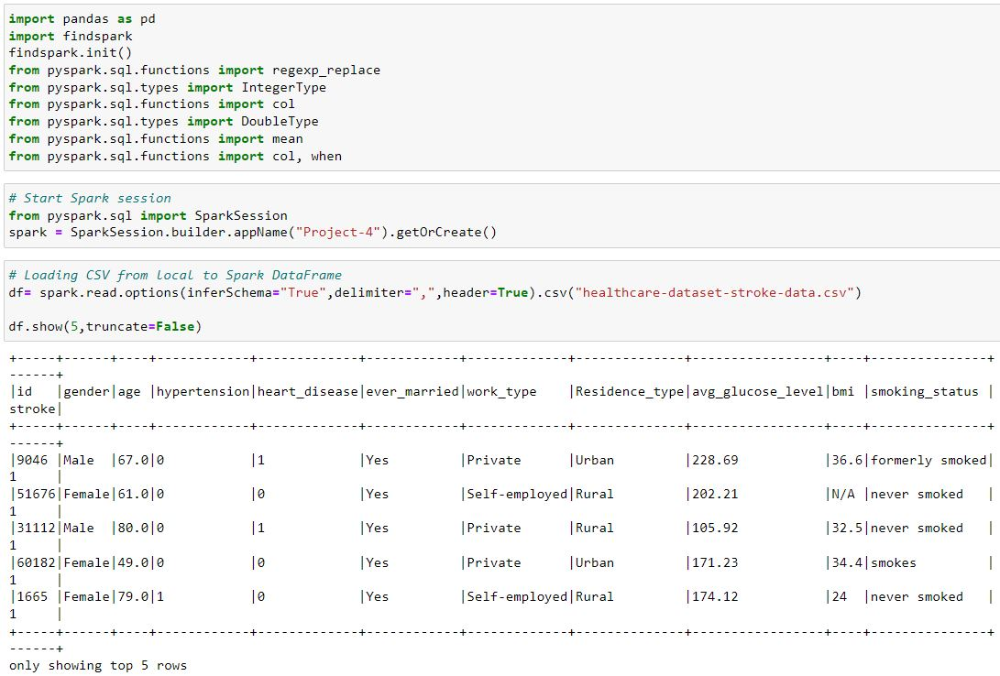 import pandas as pd
import findspark
findspark.init()
from pyspark.sql.functions import regexp_replace
from pyspark.sql.types import IntegerType
from pyspark.sql.functions import col
from pyspark.sql.types import DoubleType
from pyspark.sql.functions import mean
from pyspark.sql.functions import col, when
# Start Spark session
from pyspark.sql import SparkSession
spark = SparkSession.builder.appName("Project-4").getOrCreate()
# Loading CSV from local to Spark DataFrame
df= spark.read.options(inferSchema="True",delimiter=",",header=True).csv("healthcare-dataset-stroke-data.csv")
df.show(5,truncate=False)
+-----+------+----+------------+-------------+------------+-------------+--------------+-----------------+----+---------------+
------+
|id   |gender|age |hypertension|heart_disease|ever_married|work_type    |Residence_type|avg_glucose_level|bmi |smoking_status |
stroke|
+-----+------+----+------------+-------------+------------+-------------+--------------+-----------------+----+---------------+
------+
|9046 |Male  |67.0|0           |1            |Yes         |Private      |Urban         |228.69           |36.6|formerly smoked|
1     |
|51676|Female|61.0|0           |0            |Yes         |Self-employed|Rural         |202.21           |N/A |never smoked   |
1     |
|31112|Male  |80.0|0           |1            |Yes         |Private      |Rural         |105.92           |32.5|never smoked   |
1     |
|60182|Female|49.0|0           |0            |Yes         |Private      |Urban         |171.23           |34.4|smokes         |
1     |
|1665 |Female|79.0|1           |0            |Yes         |Self-employed|Rural         |174.12           |24  |never smoked   |
1     |
+-----+------+----+------------+-------------+------------+-------------+--------------+-----------------+----+---------------+
------+
only showing top 5 rows